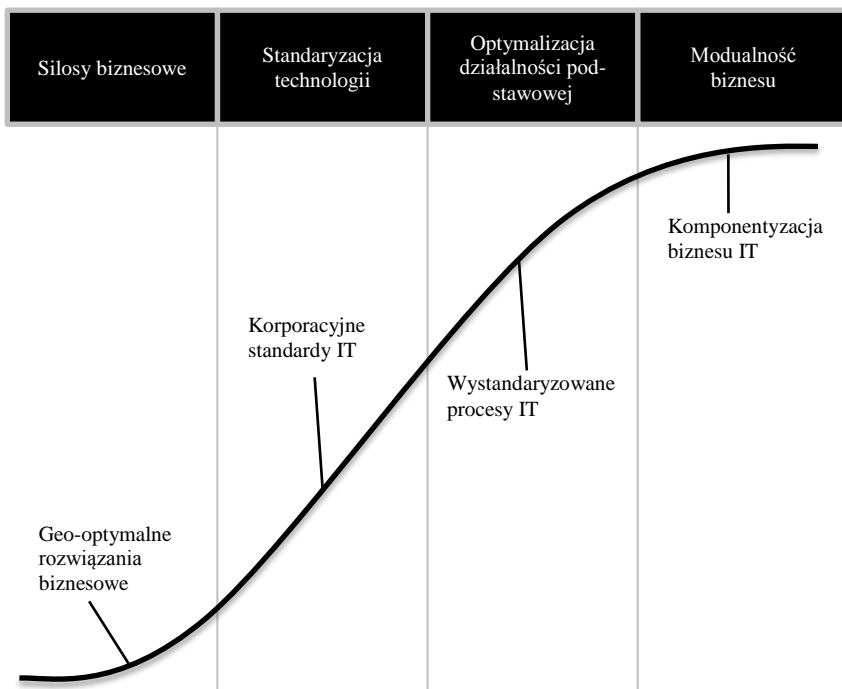 Silosy biznesowe
Standaryzacja
technologii
Optymalizacja
działalności pod-
stawowej
Modualność
biznesu
Komponentyzacja
biznesu IT
Korporacyjne
standardy IT
Wystandaryzowane
procesy IT
Geo-optymalne
rozwiązania
biznesowe